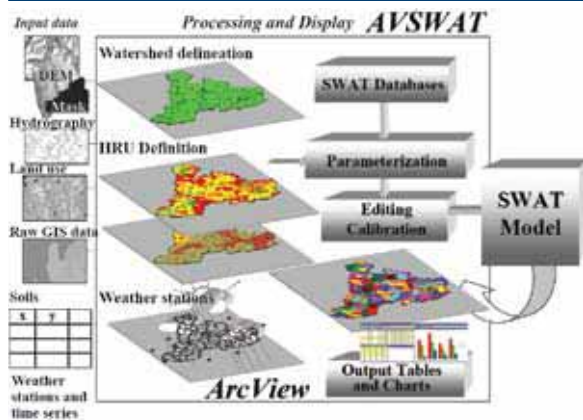 Input data
Processing and Display AVSWAT
Watershed delineation
DEM
Mask
SWAT Databases
Hydrography
HRU Definition
Parameterization
Land use
Editing
Calibration
SWAT
Model
Raw GIS data
Soils
Weather stations
x y
Output Tables
and Charts
Weather
stations and
time series
ArcView